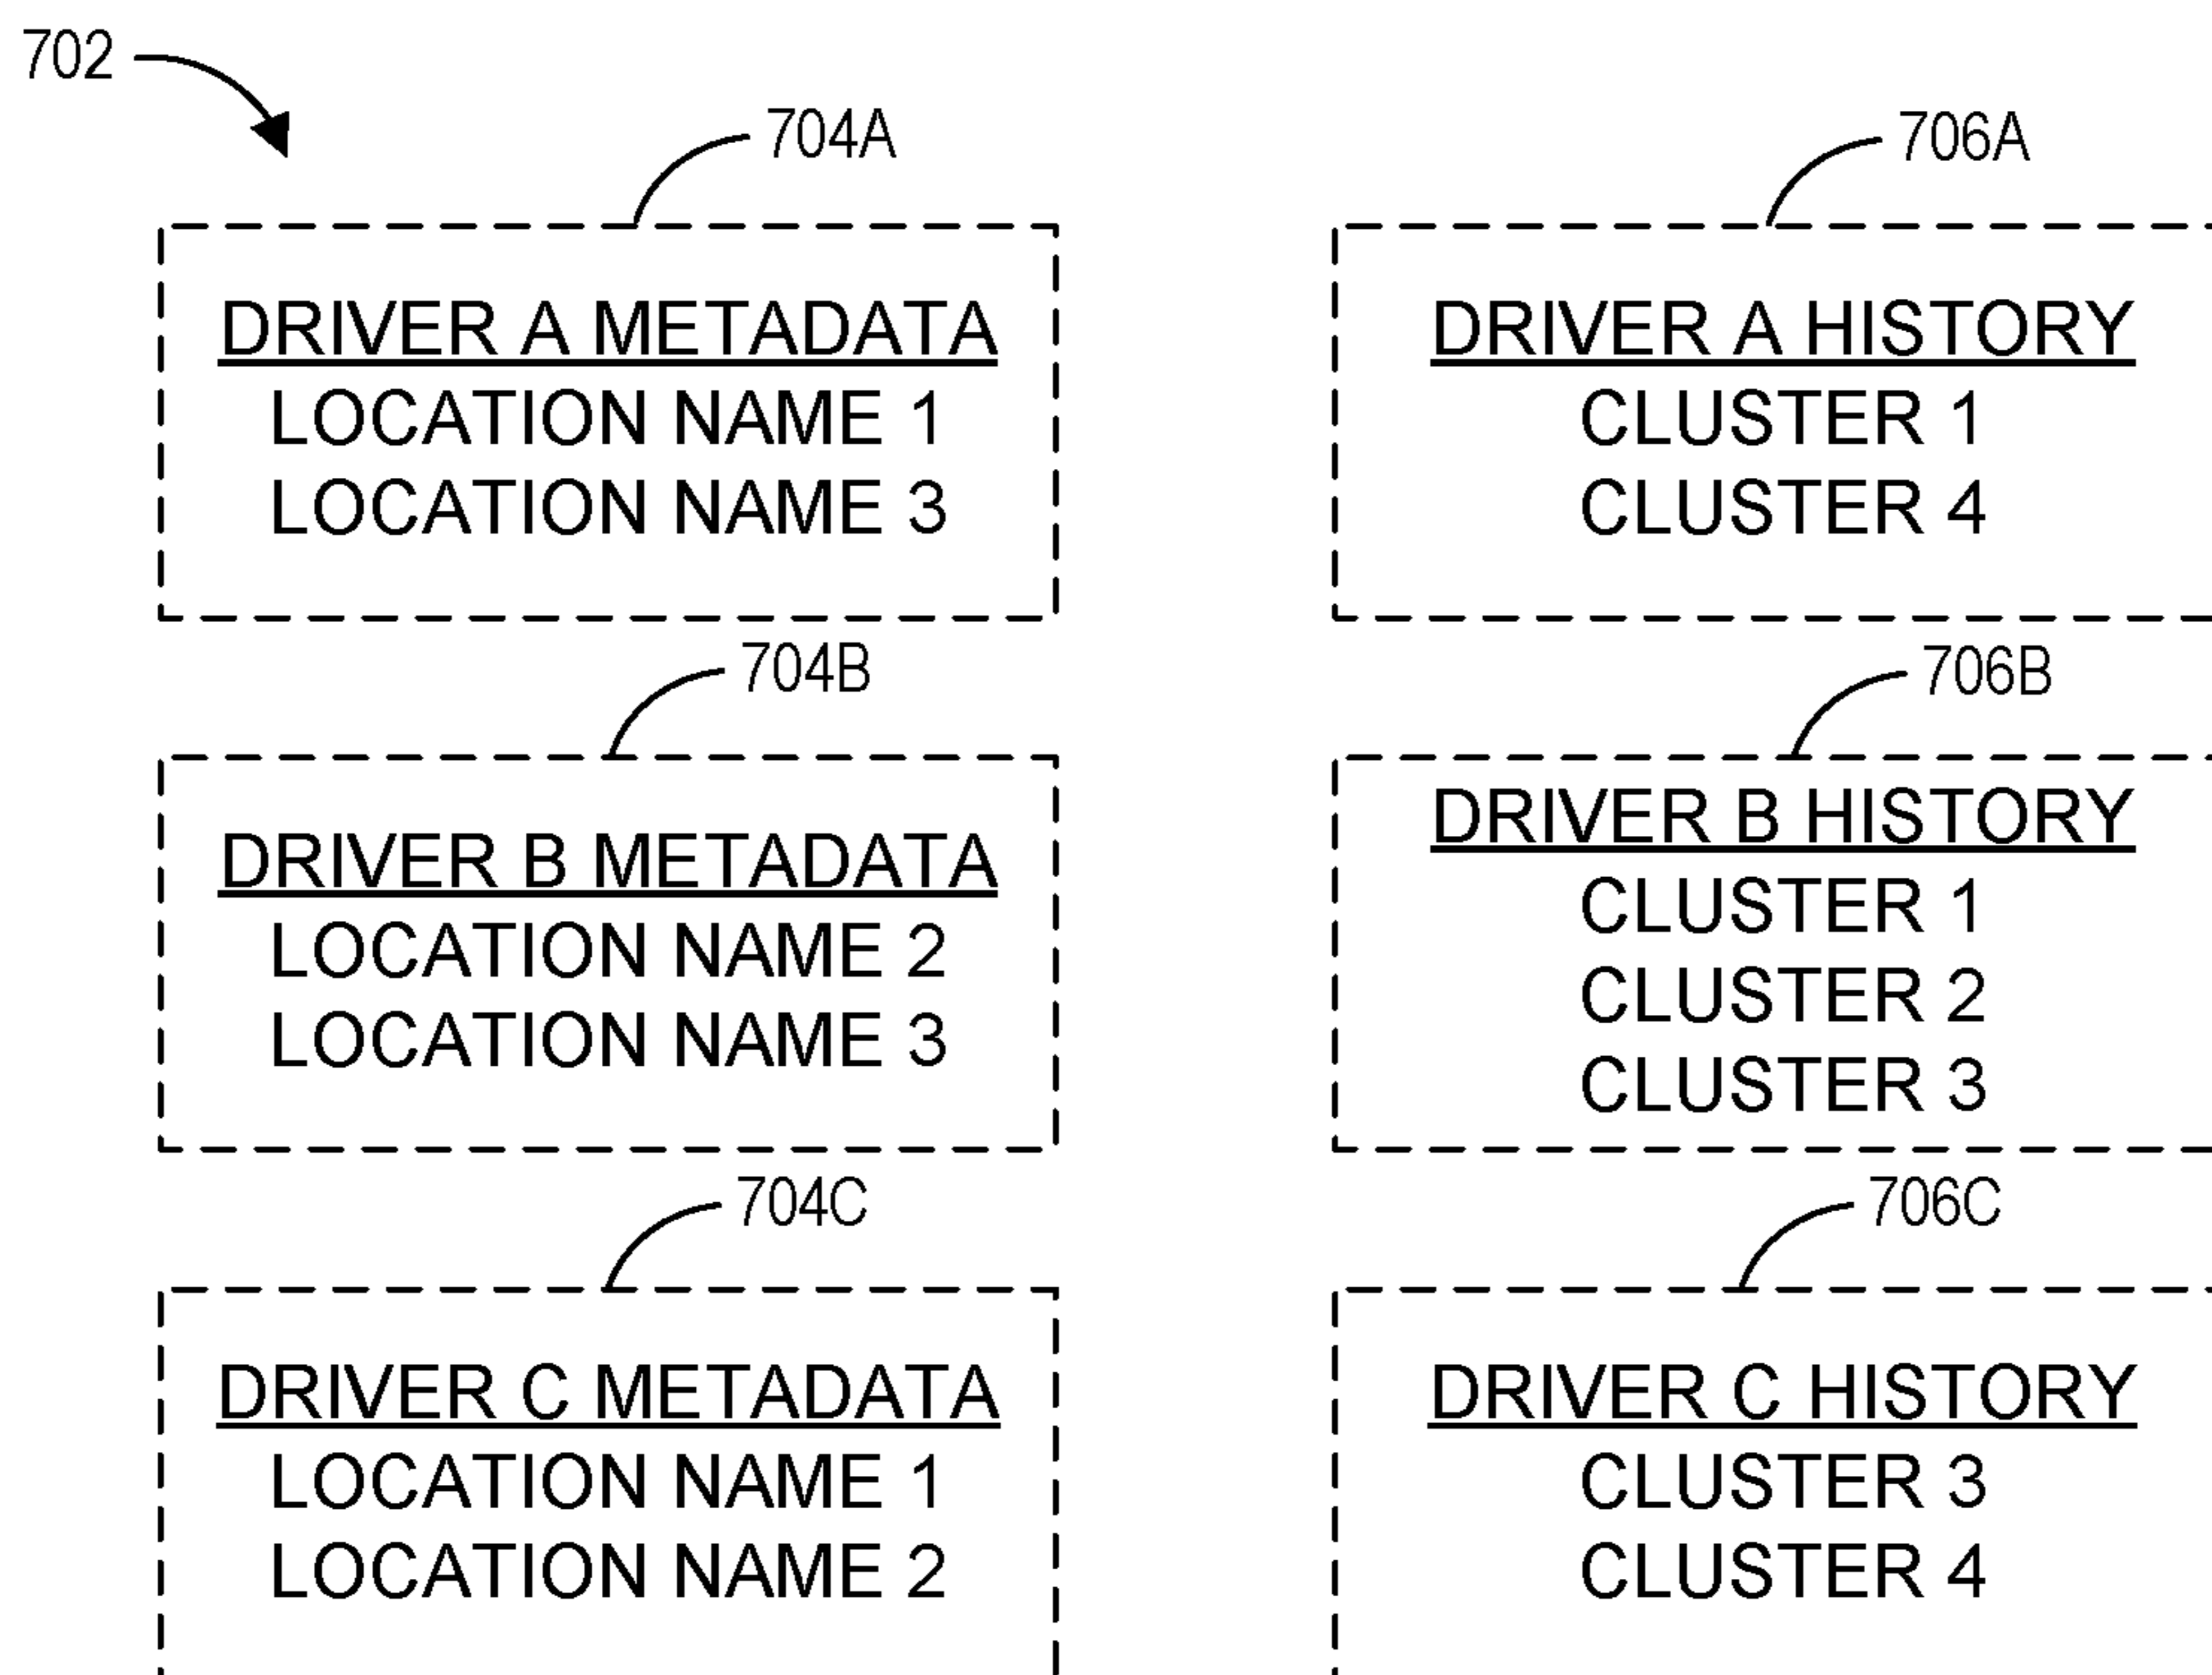 702
704A
DRIVER A METADATA
LOCATION NAME 1
LOCATION NAME 3
706A
DRIVER A HISTORY
CLUSTER 1
CLUSTER 4
704B
DRIVER B METADATA
LOCATION NAME 2
LOCATION NAME 3
706B
DRIVER B HISTORY
CLUSTER 1
CLUSTER 2
CLUSTER 3
704C
DRIVER C METADATA
LOCATION NAME 1
LOCATION NAME 2
706C
DRIVER C HISTORY
CLUSTER 3
CLUSTER 4